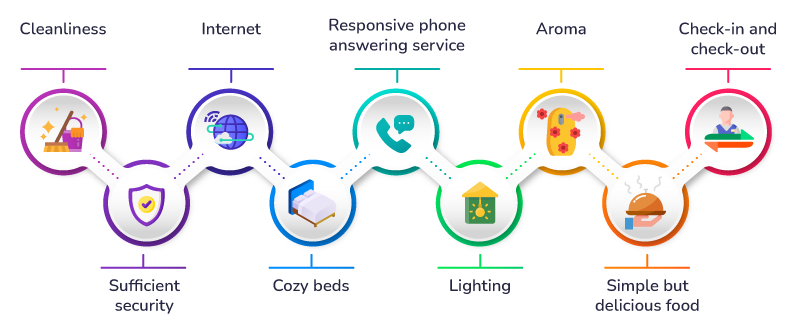 Cleanliness
Internet
Responsive phone
answering service
Aroma
Check-in and
check-out
Sufficient
security
Cozy beds
Lighting
Simple but
delicious food